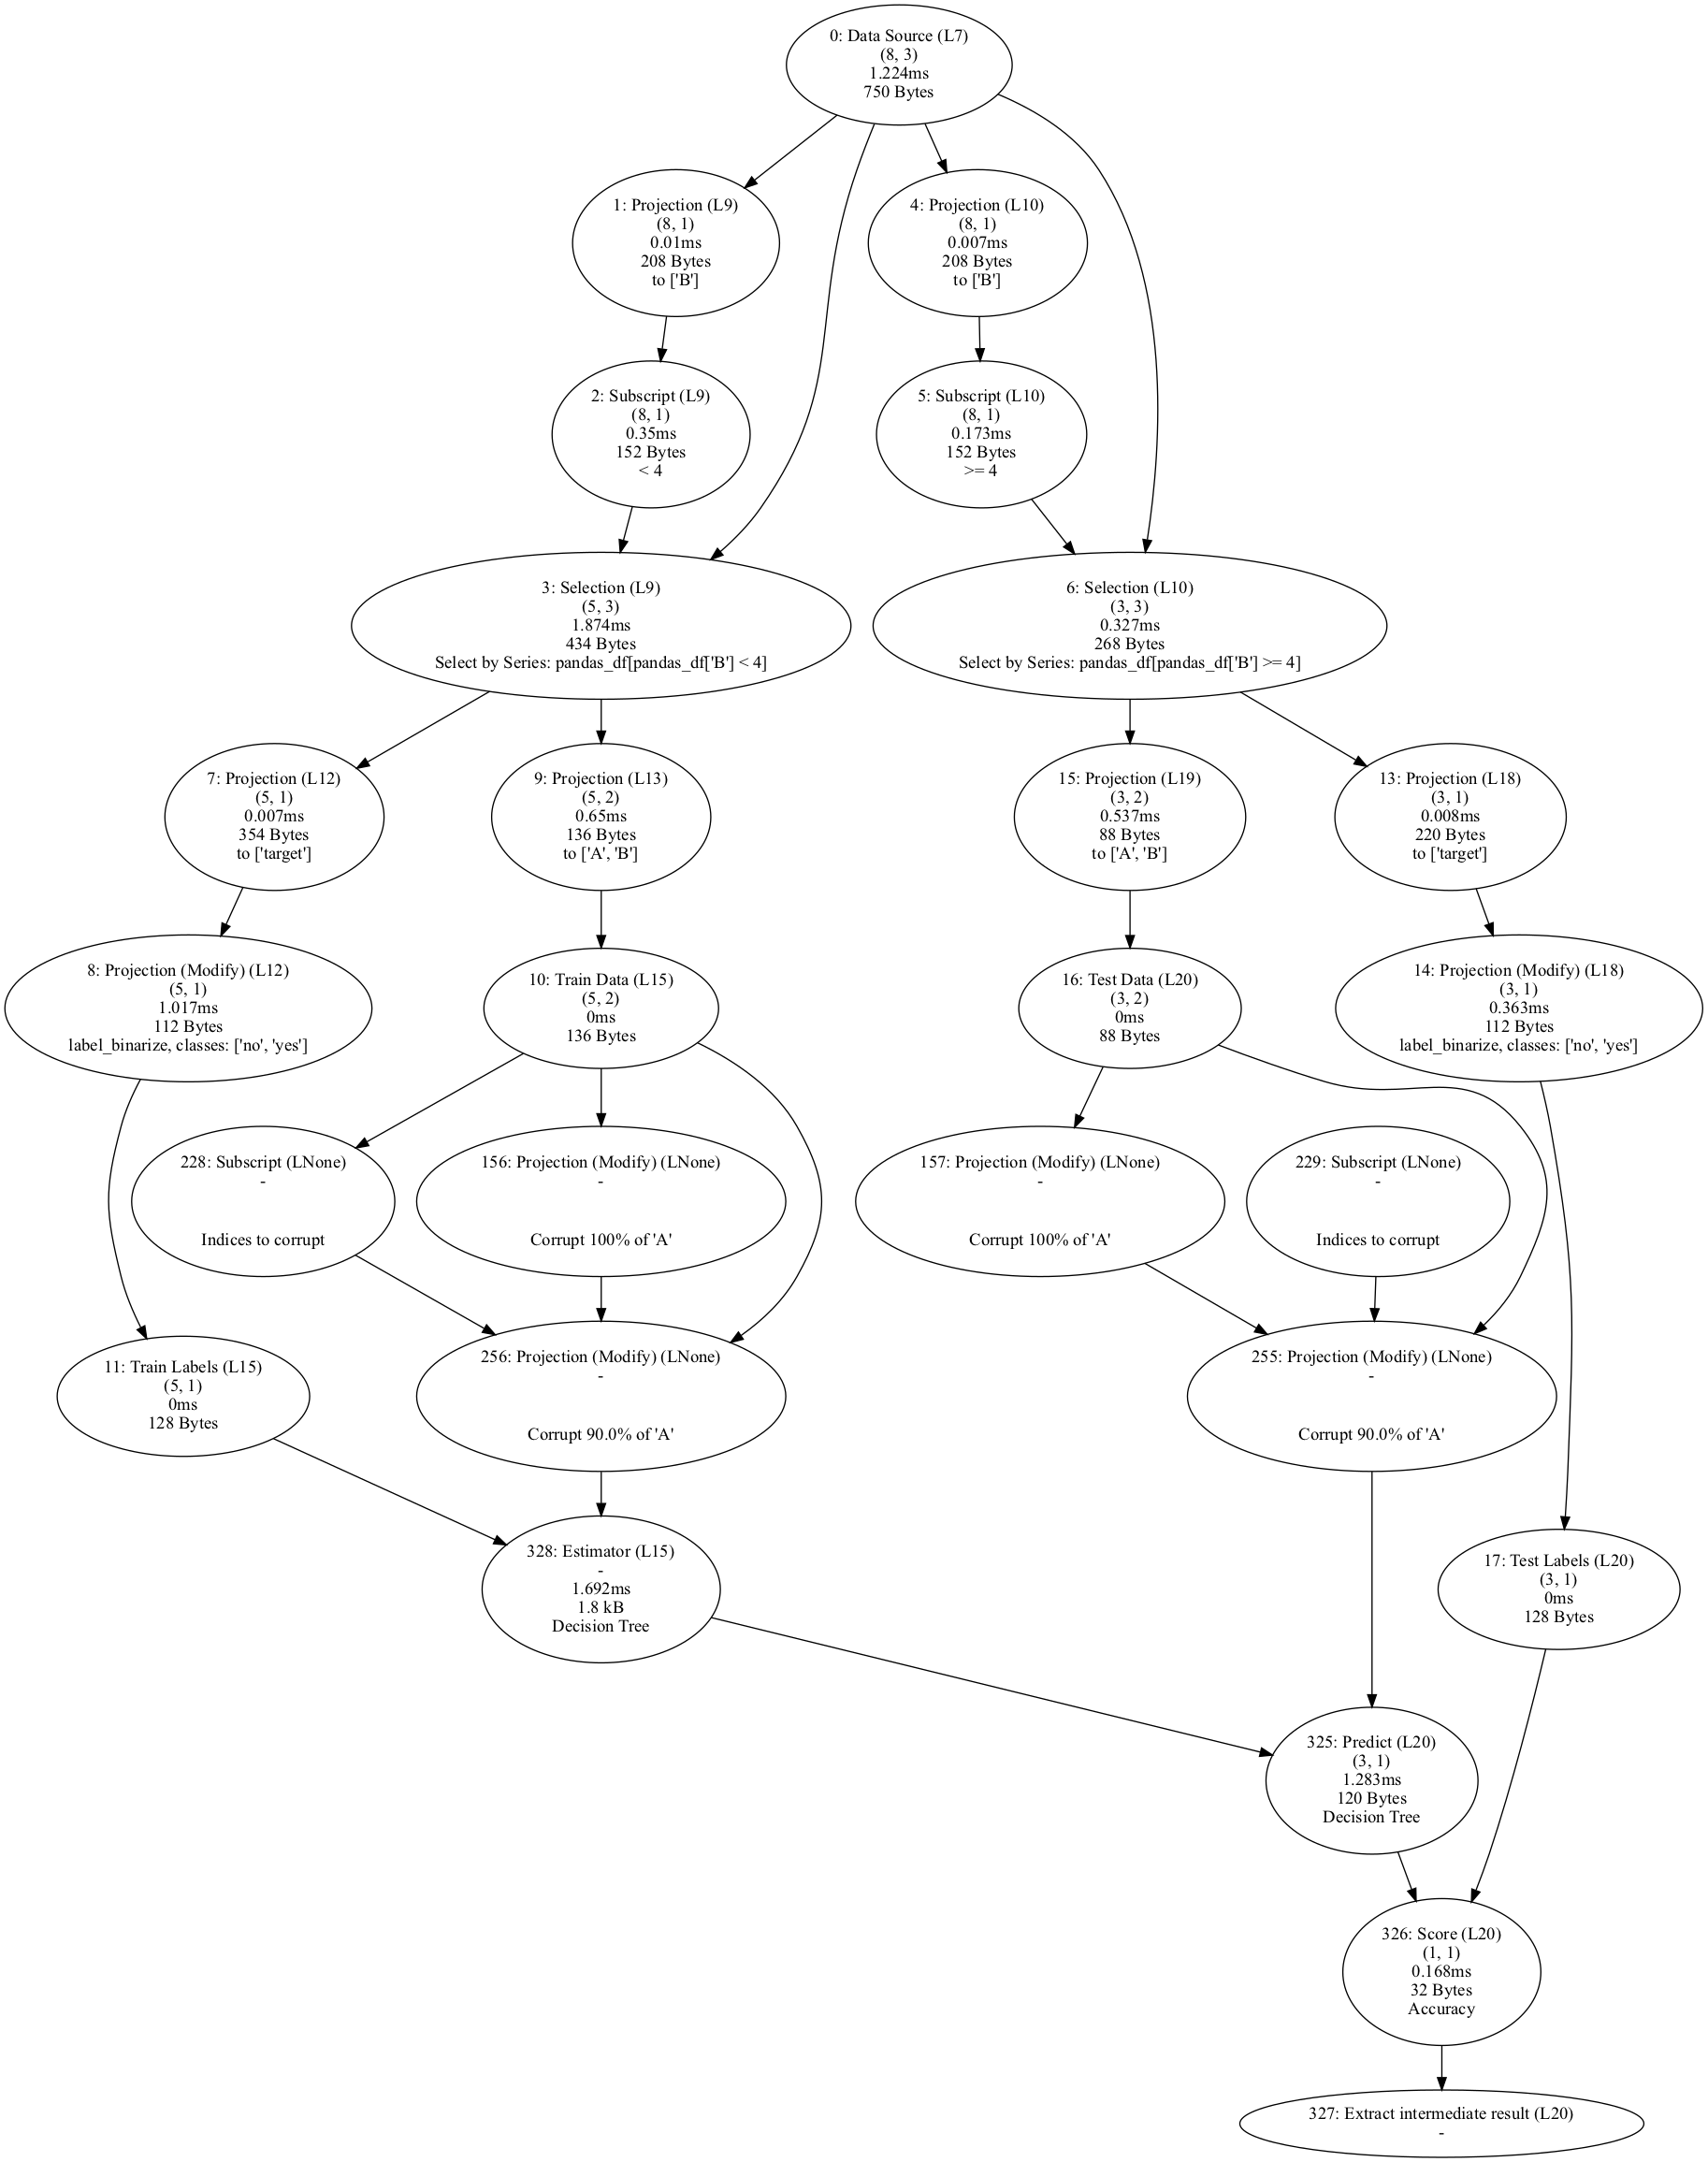 0: Data Source (L7)
(8, 3)
1.224ms
750 Bytes
1: Projection (L9)
(8, 1)
0.01ms
208 Bytes
to ['B']
4: Projection (L10)
(8, 1)
0.007ms
208 Bytes
to ['B']
2: Subscript (L9)
(8, 1)
0.35ms
152 Bytes
< 4
5: Subscript (L10)
(8, 1)
0.173ms
152 Bytes
>= 4
3: Selection (L9)
(5, 3)
1.874ms
434 Bytes
Select by Series: pandas_df[pandas_df['B'] < 4]
6: Selection (L10)
(3, 3)
0.327ms
268 Bytes
Select by Series: pandas_df[pandas_df['B'] >= 4]
7: Projection (L12)
(5, 1)
0.007ms
354 Bytes
to ['target']
9: Projection (L13)
(5, 2)
0.65ms
136 Bytes
to ['A', 'B']
15: Projection (L19)
(3, 2)
0.537ms
88 Bytes
to ['A', 'B']
13: Projection (L18)
(3, 1)
0.008ms
220 Bytes
to ['target']
8: Projection (Modify) (L12)
(5, 1)
1.017ms
112 Bytes
label_binarize, classes: ['no', 'yes']
10: Train Data (L15)
(5, 2)
0ms
136 Bytes
16: Test Data (L20)
(3, 2)
0ms
88 Bytes
14: Projection (Modify) (L18)
(3, 1)
0.363ms
112 Bytes
label_binarize, classes: ['no', 'yes']
228: Subscript (LNone)
-
Indices to corrupt
156: Projection (Modify) (LNone)
-
Corrupt 100% of 'A'
157: Projection (Modify) (LNone)
-
Corrupt 100% of 'A'
229: Subscript (LNone)
-
Indices to corrupt
11: Train Labels (L15)
(5, 1)
0ms
128 Bytes
256: Projection (Modify) (LNone)
-
Corrupt 90.0% of 'A'
255: Projection (Modify) (LNone)
-
Corrupt 90.0% of 'A'
328: Estimator (L15)
-
1.692ms
1.8 kB
Decision Tree
17: Test Labels (L20)
(3, 1)
0ms
128 Bytes
325: Predict (L20)
(3, 1)
1.283ms
120 Bytes
Decision Tree
326: Score (L20)
(1, 1)
0.168ms
32 Bytes
Accuracy
327: Extract intermediate result (L20)
-